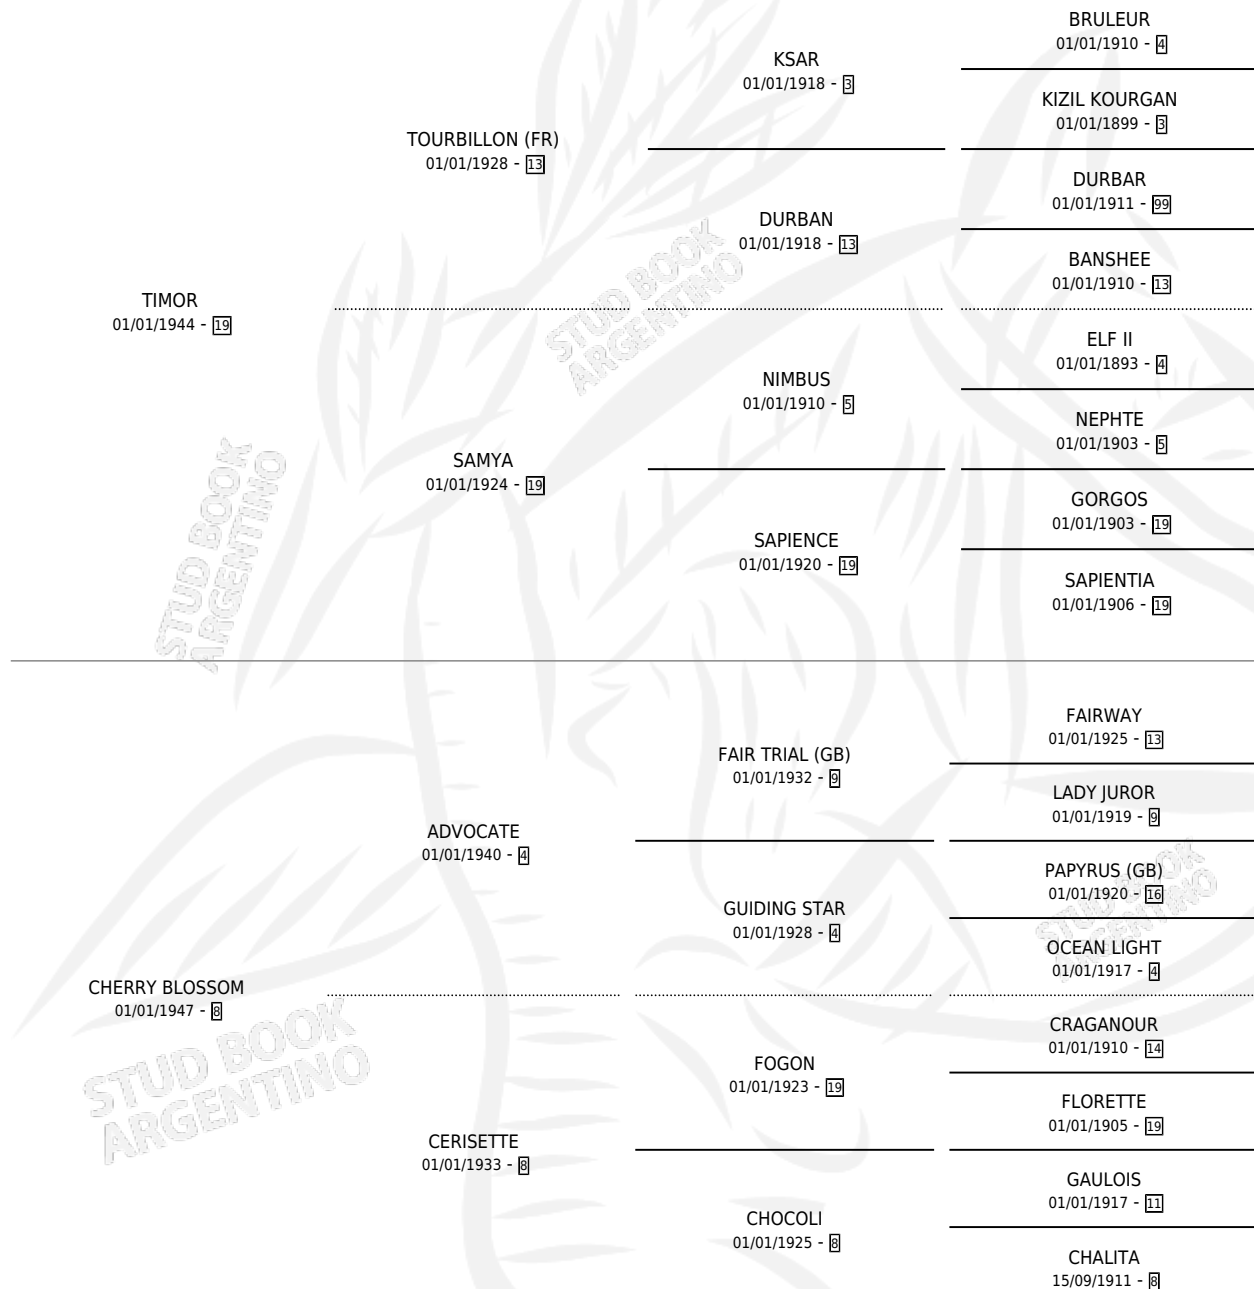 BRULEUR
01/01/1910 - 4
KSAR
01/01/1918 - 3
KIZIL KOURGAN
01/01/1899 - 3
TOURBILLON (FR)
01/01/1928 - 13
DURBAR
01/01/1911 - 99
DURBAN
01/01/1918 - 13
BANSHEE
01/01/1910 - 13
TIMOR
01/01/1944 - 19
ELF II
01/01/1893 - 4
NIMBUS
01/01/1910 - 5
NEPHTE
01/01/1903 - 5
SAMYA
01/01/1924 - 19
GORGOS
01/01/1903 - 19
SAPIENCE
01/01/1920 - 19
SAPIENTIA
01/01/1906 - 19
FAIRWAY
01/01/1925 - 13
FAIR TRIAL (GB)
01/01/1932 - 9
LADY JUROR
01/01/1919 - 9
ADVOCATE
01/01/1940 - 4
PAPYRUS (GB)
01/01/1920 - 16
GUIDING STAR
01/01/1928 - 4
OCEAN LIGHT
01/01/1917 - 4
CHERRY BLOSSOM
01/01/1947 - 8
CRAGANOUR
01/01/1910 - 14
FOGON
01/01/1923 - 19
FLORETTE
01/01/1905 - 19
CERISETTE
01/01/1933 - 8
GAULOIS
01/01/1917 - 11
CHOCOLI
01/01/1925 - 8
CHALITA
15/09/1911 - 8
STUD BOOK
ARGENTINO
STUD BOOK
ARGENTINO
STUD BOOK
ARGENTINO
STUD BOOK
ARGENTINO